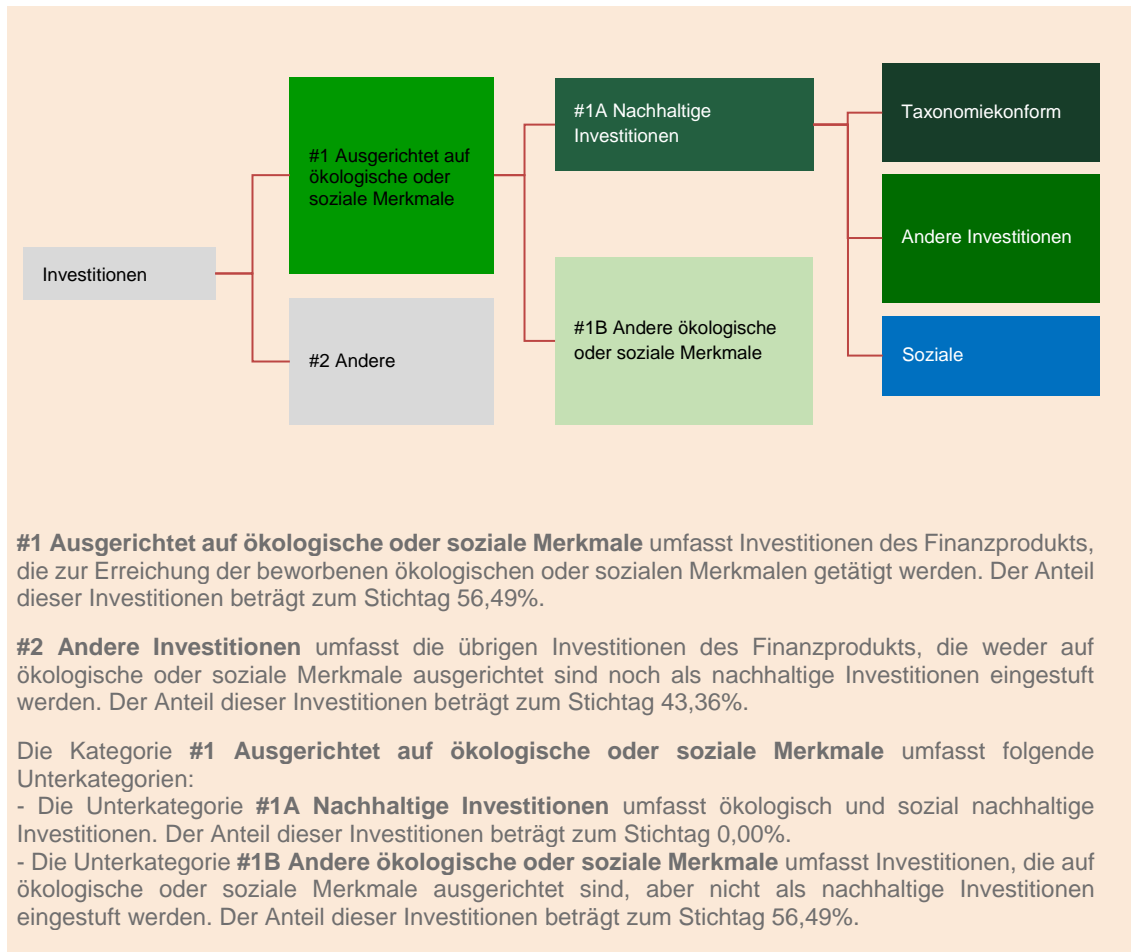 Investitionen
#1 Ausgerichtet auf
ökologische oder
soziale Merkmale
#2 Andere
#1A Nachhaltige
Investitionen
#1B Andere ökologische
oder soziale Merkmale
Taxonomiekonform
Andere Investitionen
Soziale
#1 Ausgerichtet auf ökologische oder soziale Merkmale umfasst Investitionen des Finanzprodukts,
die zur Erreichung der beworbenen ökologischen oder sozialen Merkmalen getätigt werden. Der Anteil
dieser Investitionen beträgt zum Stichtag 56,49%.
#2 Andere Investitionen umfasst die übrigen Investitionen des Finanzprodukts, die weder auf
ökologische oder soziale Merkmale ausgerichtet sind noch als nachhaltige Investitionen eingestuft
werden. Der Anteil dieser Investitionen beträgt zum Stichtag 43,36%.
Die Kategorie #1 Ausgerichtet auf ökologische oder soziale Merkmale umfasst folgende
Unterkategorien:
- Die Unterkategorie #1A Nachhaltige Investitionen umfasst ökologisch und sozial nachhaltige
Investitionen. Der Anteil dieser Investitionen beträgt zum Stichtag 0,00%.
- Die Unterkategorie #1B Andere ökologische oder soziale Merkmale umfasst Investitionen, die auf
ökologische oder soziale Merkmale ausgerichtet sind, aber nicht als nachhaltige Investitionen
eingestuft werden. Der Anteil dieser Investitionen beträgt zum Stichtag 56,49%.